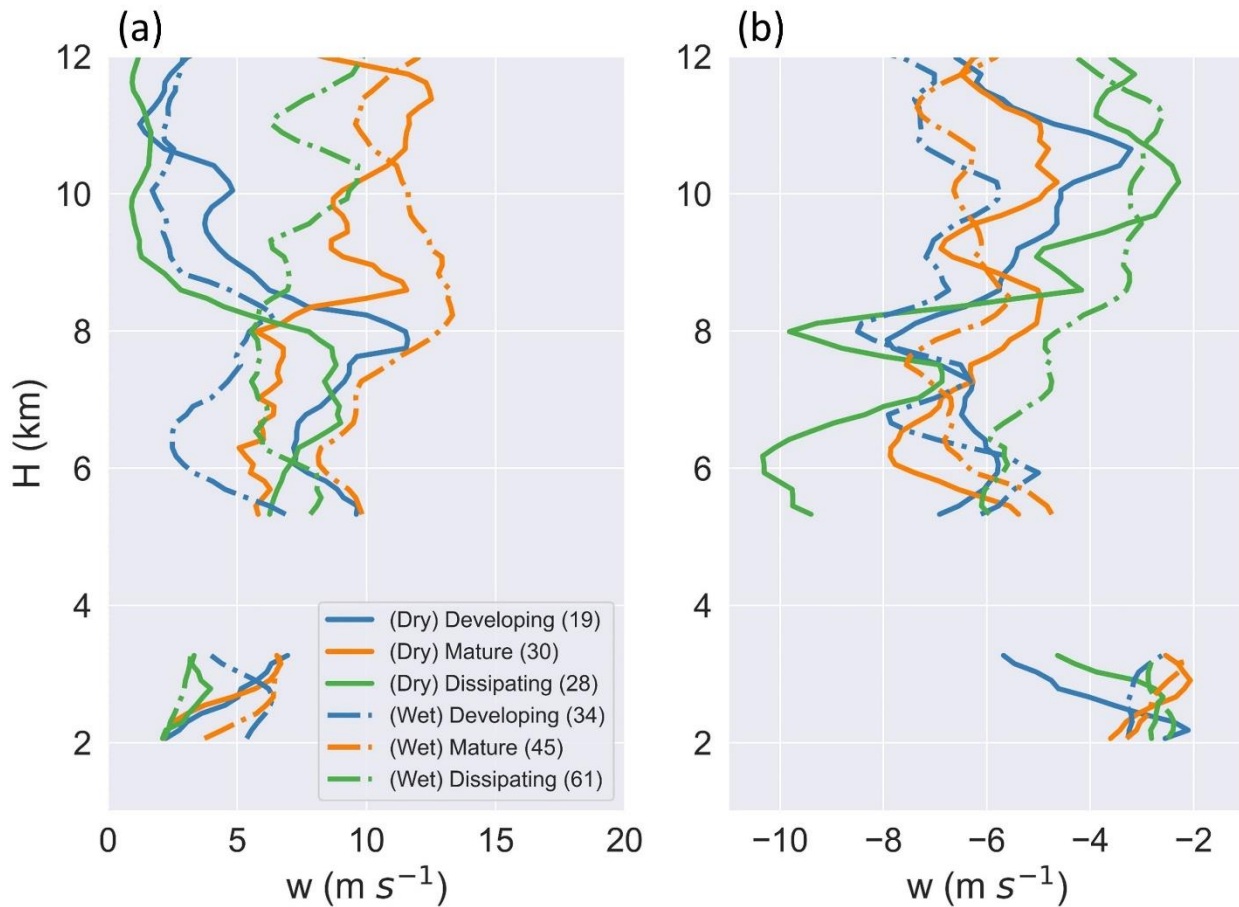 (a)
(b)
12
10
8
6
4
2
H (km)
(Dry) Developing (19)
(Dry) Mature (30)
(Dry) Dissipating (28)
(Wet) Developing (34)
(Wet) Mature (45)
(Wet) Dissipating (61)
0 5 10 15 20
w (m s⁻¹)
12
10
8
6
4
2
−10 −8 −6 −4 −2
w (m s⁻¹)